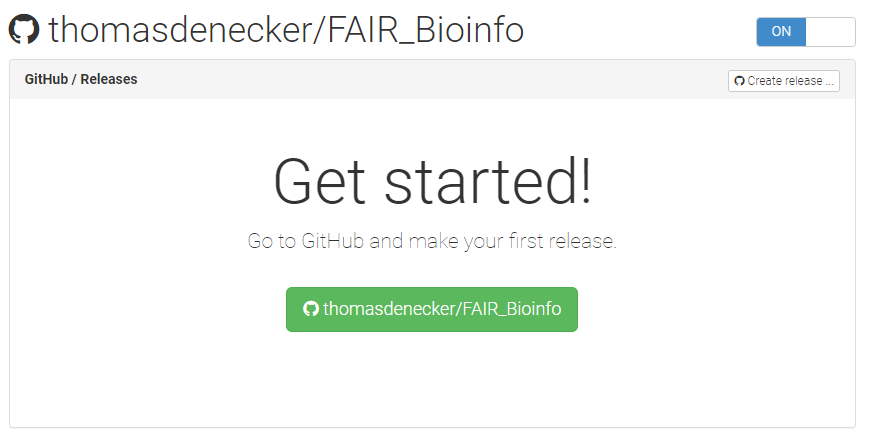 thomasdenecker/FAIR_Bioinfo
ON
GitHub / Releases
Create release ...
Get started!
Go to GitHub and make your first release.
thomasdenecker/FAIR_Bioinfo